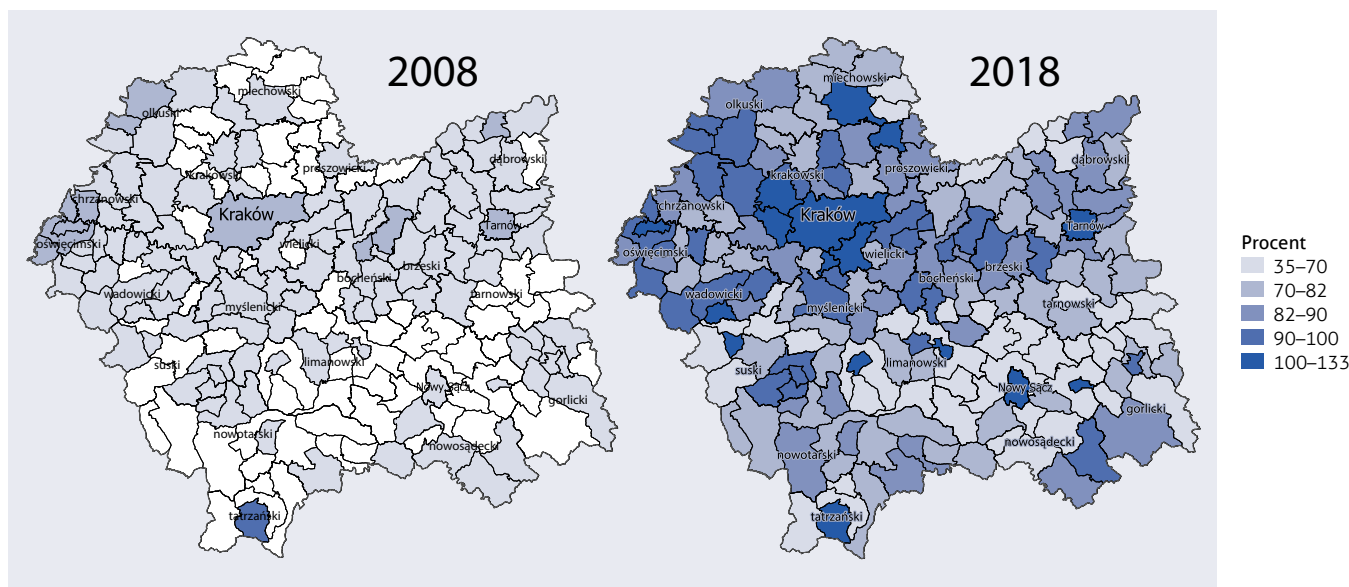 2008
miechowski
olkuski
dąbrowski
krakowski
proszowicki
chrzanowski
Kraków
Tarnów
oświęcimski
wielicki
brzeski
bocheński
wadowicki
tarnowski
myślenicki
suski
limanowski
Nowy Sącz
gorlicki
nowotarski
nowosądecki
tatrzański
2018
miechowski
olkuski
dąbrowski
krakowski
proszowicki
chrzanowski
Kraków
Tarnów
oświęcimski
wielicki
brzeski
bocheński
wadowicki
tarnowski
myślenicki
suski
limanowski
Nowy Sącz
gorlicki
nowosądecki
nowotarski
tatrzański
Procent
35–70
70–82
82–90
90–100
100–133